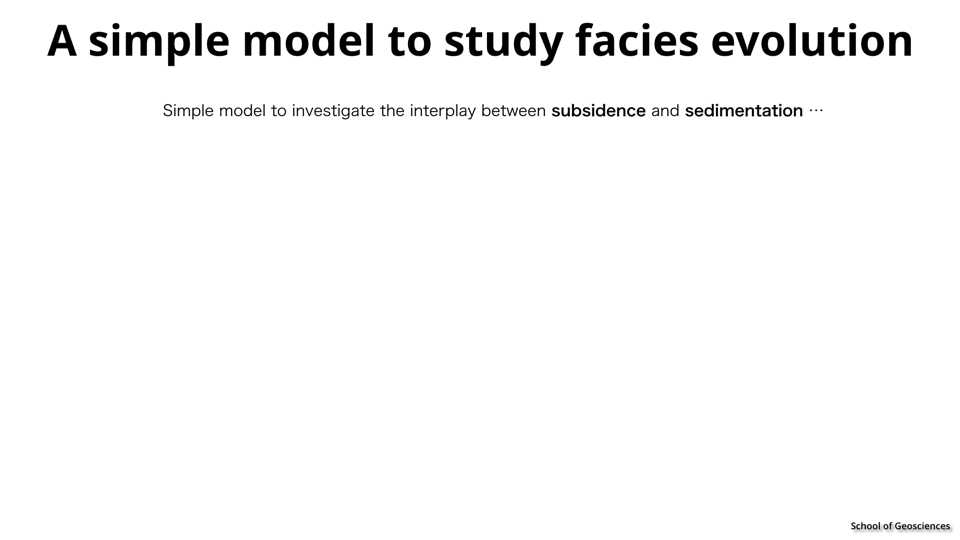 A simple model to study facies evolution
Simple model to investigate the interplay between subsidence and sedimentation …
School of Geosciences